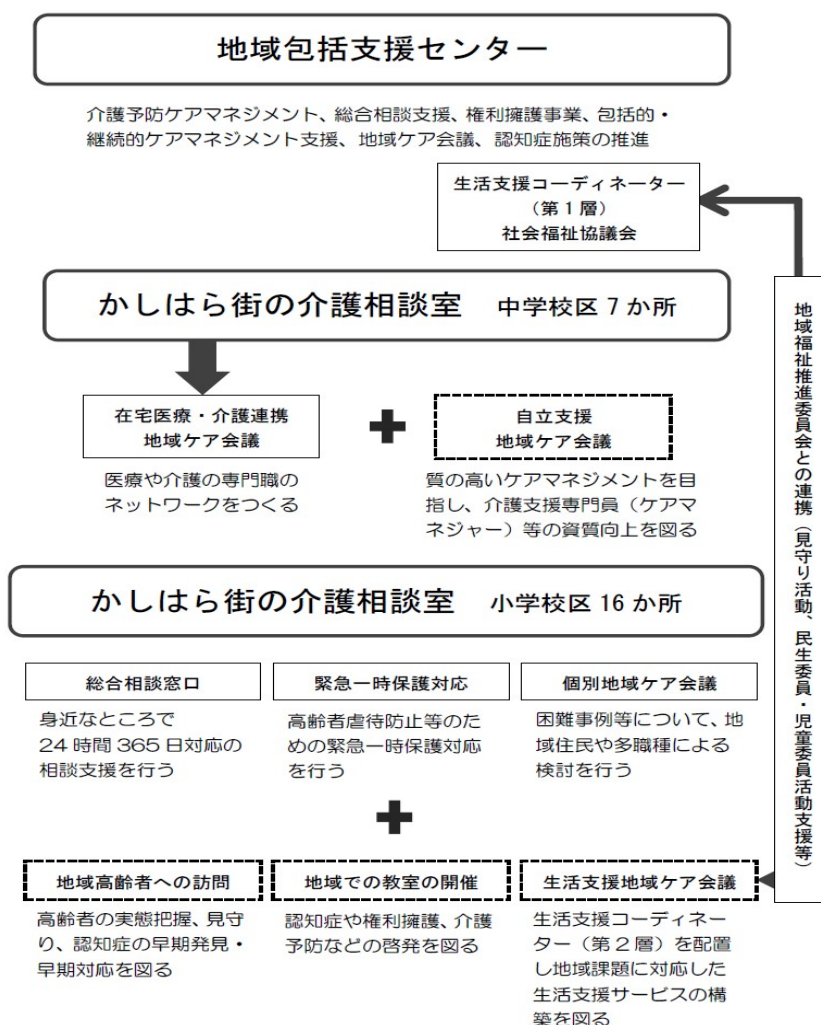 地域包括支援センター
介護予防ケアマネジメント、総合相談支援、権利擁護事業、包括的・
継続的ケアマネジメント支援、地域ケア会議、認知症施策の推進
生活支援コーディネーター
（第1層）
社会福祉協議会
かしはら街の介護相談室 中学校区7か所
在宅医療・介護連携
地域ケア会議
医療や介護の専門職の
ネットワークをつくる
自立支援
地域ケア会議
質の高いケアマネジメントを目
指し、介護支援専門員（ケアマ
ネジャー）等の資質向上を図る
かしはら街の介護相談室 小学校区16か所
総合相談窓口
身近なところで
24時間365日対応の
相談支援を行う
緊急一時保護対応
高齢者虐待防止等のた
めの緊急一時保護対応
を行う
個別地域ケア会議
困難事例等について、地
域住民や多職種による
検討を行う
地域高齢者への訪問
高齢者の実態把握、見守
り、認知症の早期発見・
早期対応を図る
地域での教室の開催
認知症や権利擁護、介護
予防などの啓発を図る
生活支援地域ケア会議
生活支援コーディネー
ター（第2層）を配置
し地域課題に対応した
生活支援サービスの構
築を図る
地域福祉推進委員会との連携（見守り活動、民生委員・児童委員活動支援等）